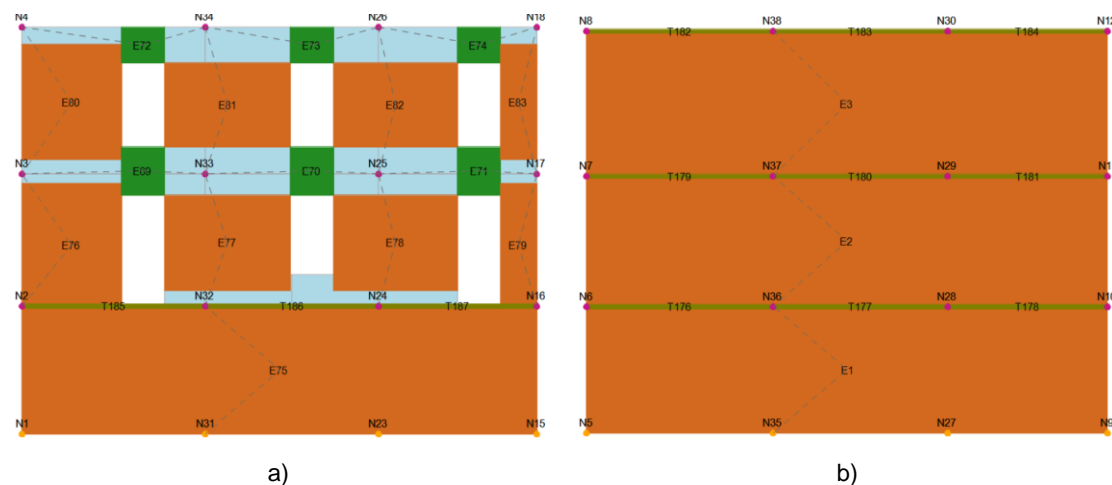 N4 N34 N26 N18
E72 E73 E74
E80 E81 E82 E83
N3 N33 N25 N17
E69 E70 E71
E76 E77 E78 E79
N2 N32 N24 N16
T185 T186 T187
E75
N1 N31 N23 N15
a)
N8 N38 N30 N12
T182 T183 T184
E3
N7 N37 N29 N1
T179 T180 T181
E2
N6 N36 N28 N10
T176 T177 T178
E1
N5 N35 N27 N9
b)